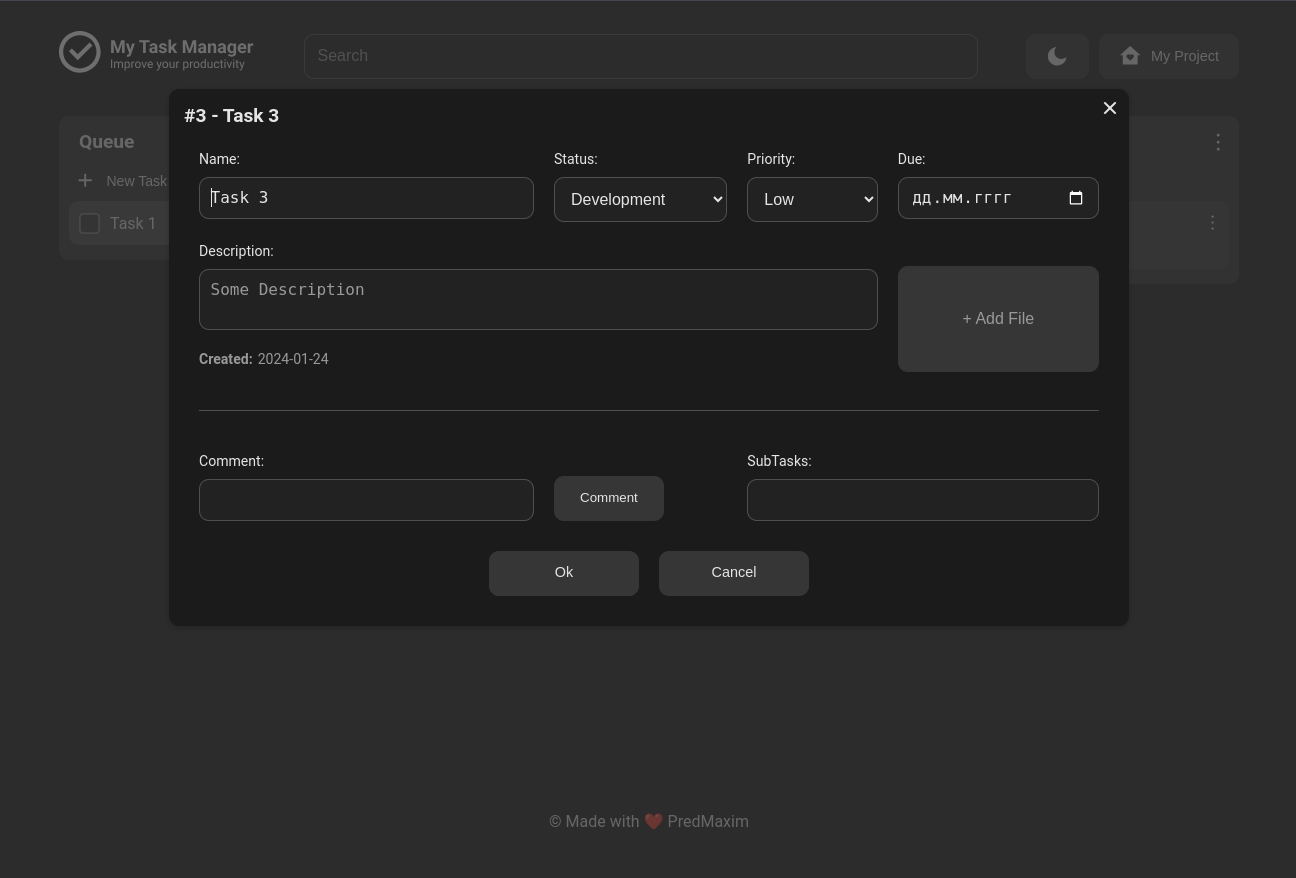 My Task Manager
Improve your productivity
Search
My Project
#3 - Task 3
Queue
New Task
Task 1
Name:
Status:
Priority:
Due:
Task 3
Development
Low
дд.мм.гггг
Description:
Some Description
+ Add File
Created: 2024-01-24
Comment:
SubTasks:
Comment
Ok
Cancel
© Made with ❤️ PredMaxim